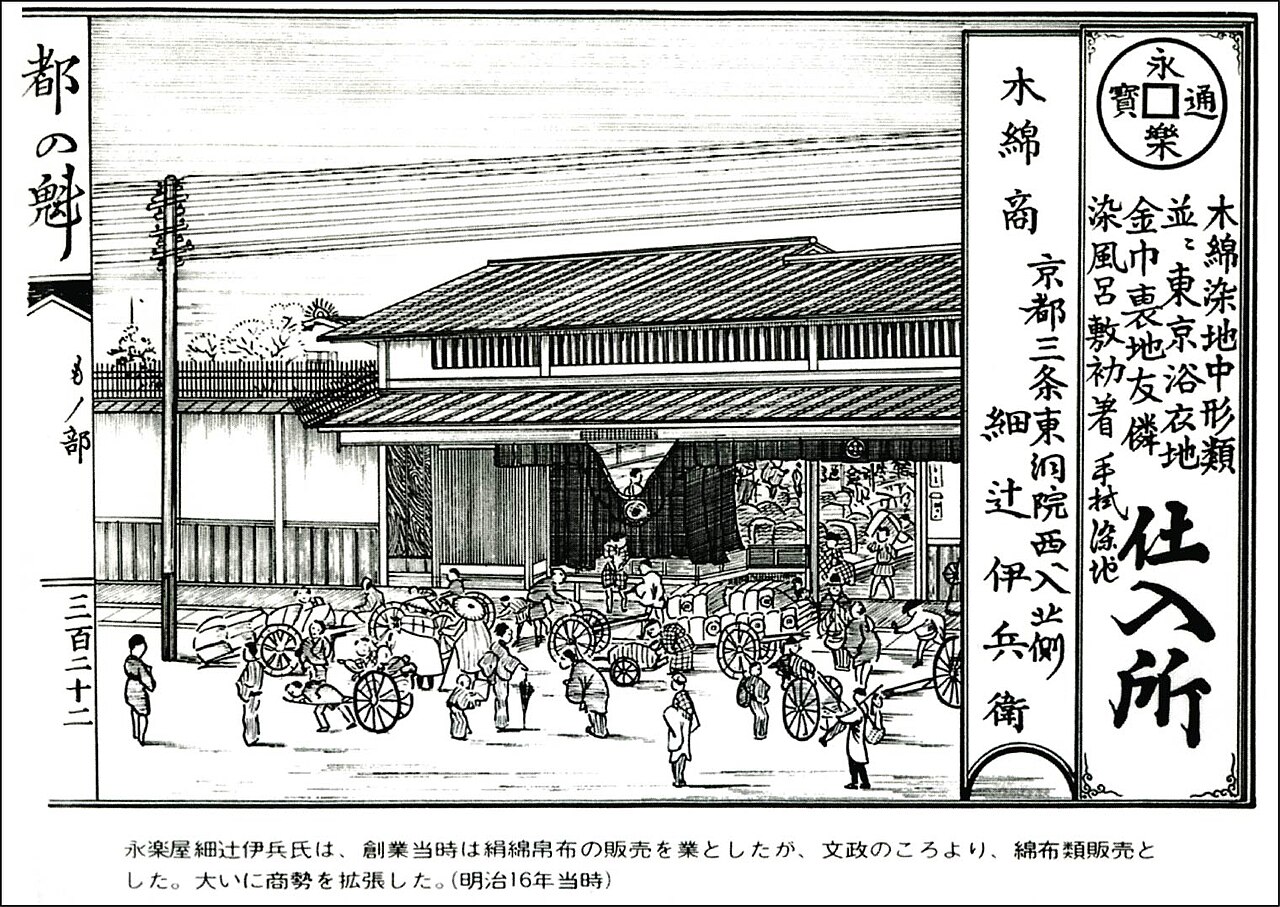 永樂通寶
木綿染地中形類
並ニ東京浴衣地
金巾裏地友僯
染風呂敷初着 手拭染地
仕入所
木綿商
京都三条東洞院西入北側
細辻伊兵衛
都の魁
もノ部
三百二十二
永楽屋細辻伊兵氏は、創業当時は絹綿帛布の販売を業としたが、文政のころより、綿布類販売と
した。大いに商勢を拡張した。(明治16年当時)